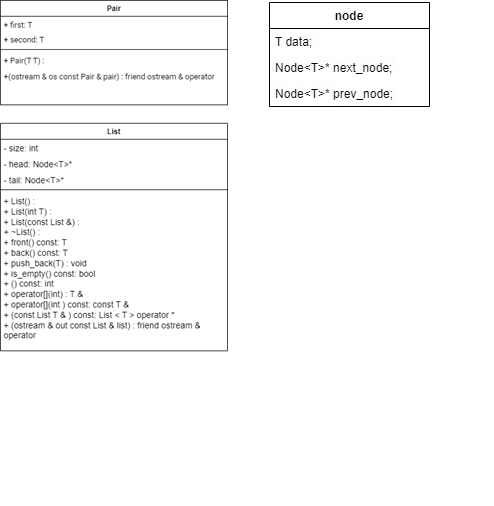 Pair
+ first: T
+ second: T
+ Pair(T T) :
+(ostream & os const Pair & pair) : friend ostream & operator
node
T data;
Node<T>* next_node;
Node<T>* prev_node;
List
- size: int
- head: Node<T>*
- tail: Node<T>*
+ List() :
+ List(int T) :
+ List(const List &) :
+ ~List() :
+ front() const: T
+ back() const: T
+ push_back(T) : void
+ is_empty() const: bool
+ () const: int
+ operator[](int) : T &
+ operator[](int ) const: const T &
+ (const List T & ) const: List < T > operator *
+ (ostream & out const List & list) : friend ostream &
operator